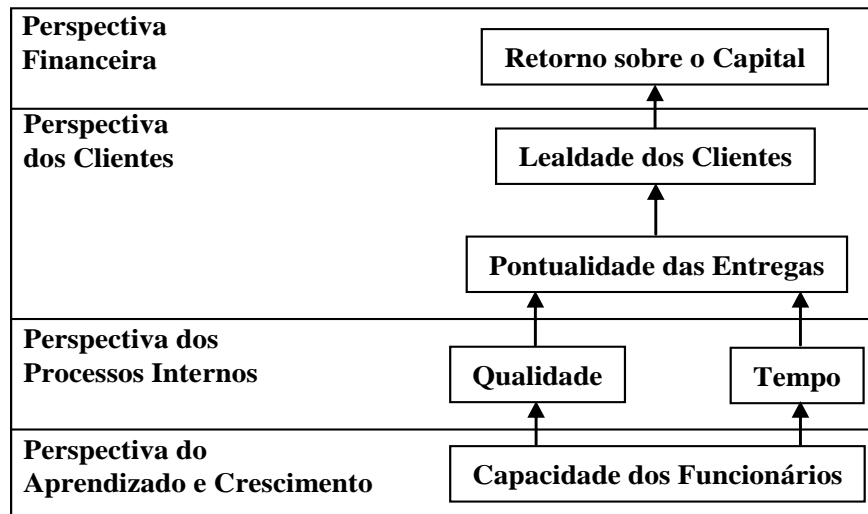 Perspectiva
Financeira
Retorno sobre o Capital
Perspectiva
dos Clientes
Lealdade dos Clientes
Pontualidade das Entregas
Perspectiva dos
Processos Internos
Qualidade
Tempo
Perspectiva do
Aprendizado e Crescimento
Capacidade dos Funcionários